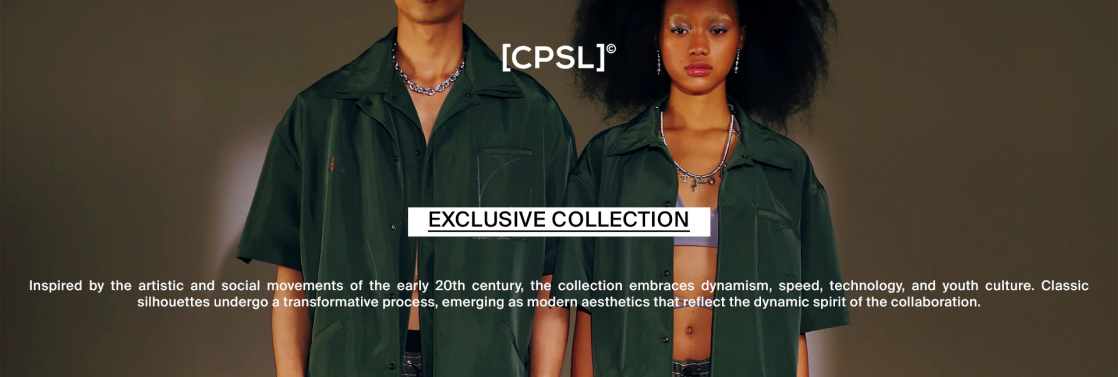 [CPSL]©
EXCLUSIVE COLLECTION
Inspired by the artistic and social movements of the early 20th century, the collection embraces dynamism, speed, technology, and youth culture. Classic
silhouettes undergo a transformative process, emerging as modern aesthetics that reflect the dynamic spirit of the collaboration.